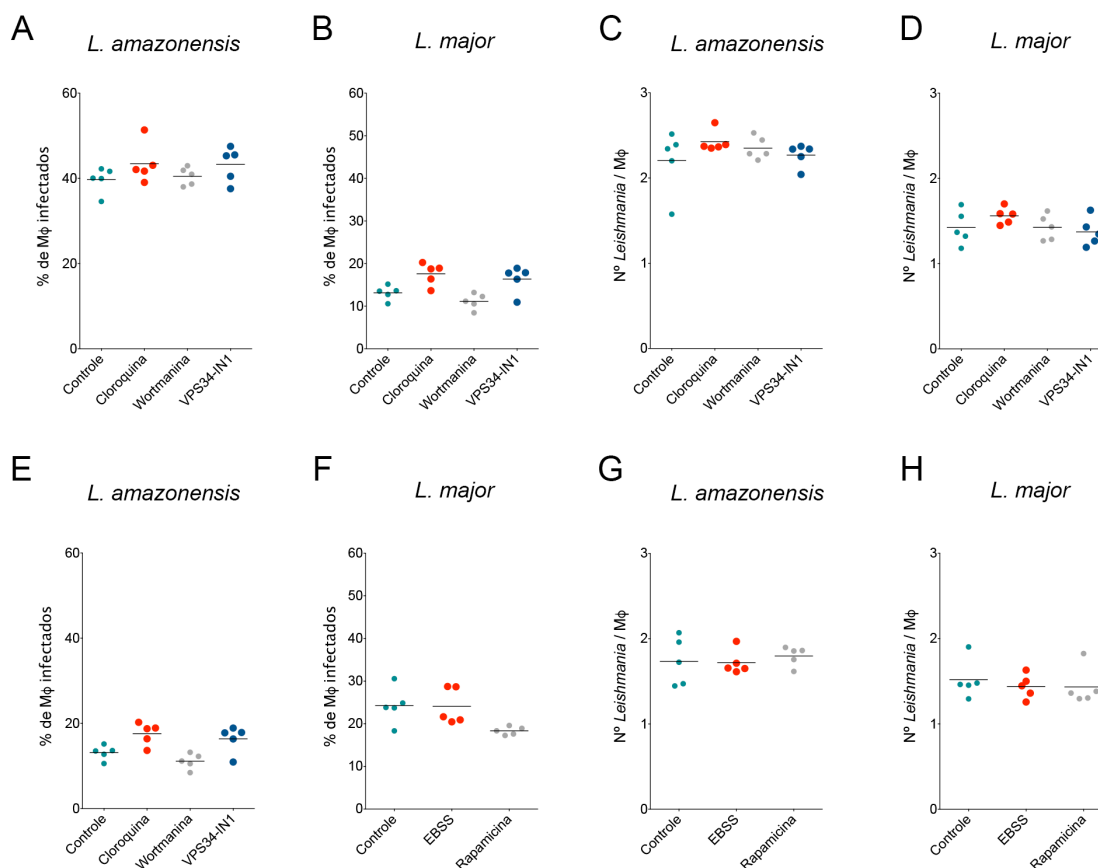 A
L. amazonensis
% de Mφ infectados
60
40
20
0
Controle
Cloroquina
Wortmanina
VPS34-IN1
B
L. major
% de Mφ infectados
60
50
40
30
20
10
0
Controle
Cloroquina
Wortmanina
VPS34-IN1
C
L. amazonensis
Nº Leishmania / Mφ
3
2
1
0
Controle
Cloroquina
Wortmanina
VPS34-IN1
D
L. major
Nº Leishmania / Mφ
3
2
1
0
Controle
Cloroquina
Wortmanina
VPS34-IN1
E
L. amazonensis
% de Mφ infectados
60
40
20
0
Controle
Cloroquina
Wortmanina
VPS34-IN1
F
L. major
% de Mφ infectados
60
50
40
30
20
10
0
Controle
EBSS
Rapamicina
G
L. amazonensis
Nº Leishmania / Mφ
3
2
1
0
Controle
EBSS
Rapamicina
H
L. major
Nº Leishmania / Mφ
3
2
1
0
Controle
EBSS
Rapamicina